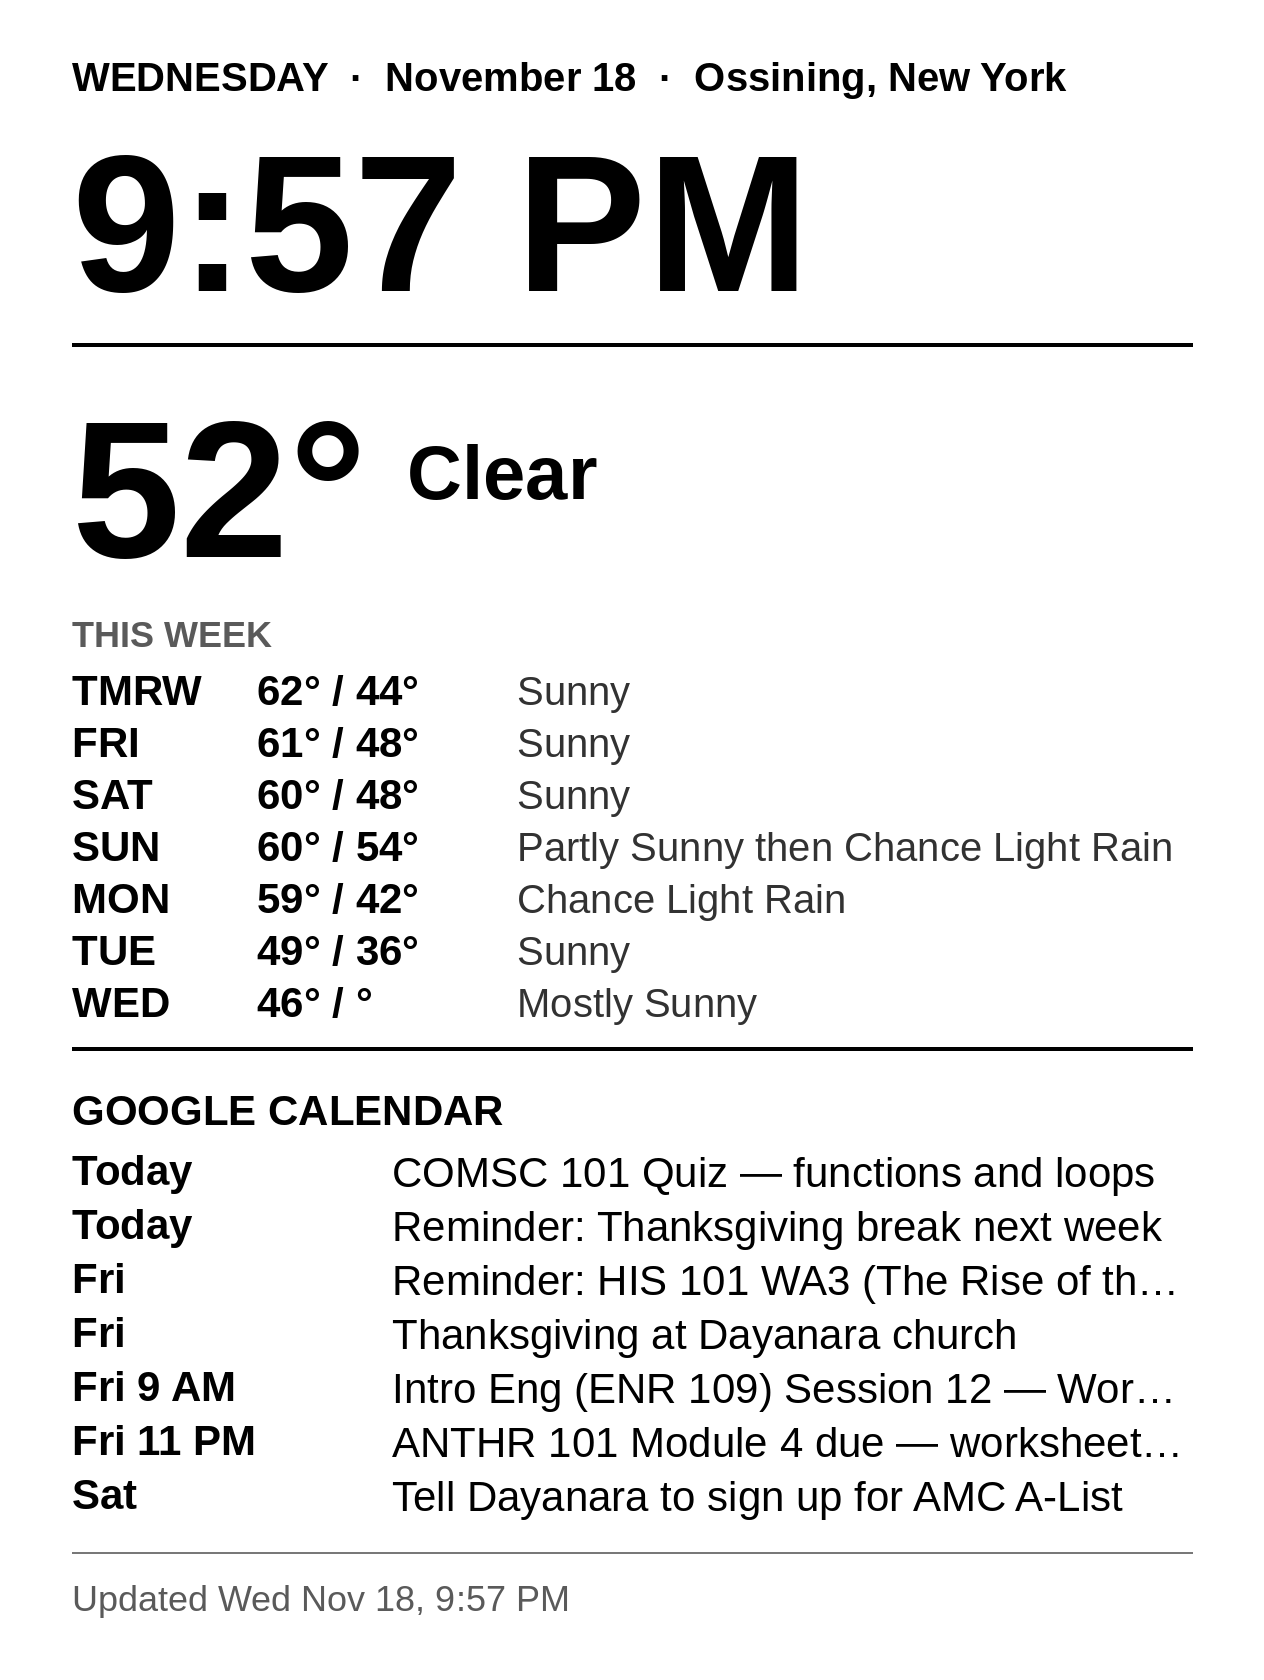 WEDNESDAY · November 18 · Ossining, New York
9:57 PM
52° Clear
THIS WEEK
TMRW 62° / 44° Sunny
FRI 61° / 48° Sunny
SAT 60° / 48° Sunny
SUN 60° / 54° Partly Sunny then Chance Light Rain
MON 59° / 42° Chance Light Rain
TUE 49° / 36° Sunny
WED 46° / ° Mostly Sunny
GOOGLE CALENDAR
Today COMSC 101 Quiz — functions and loops
Today Reminder: Thanksgiving break next week
Fri Reminder: HIS 101 WA3 (The Rise of th…
Fri Thanksgiving at Dayanara church
Fri 9 AM Intro Eng (ENR 109) Session 12 — Wor…
Fri 11 PM ANTHR 101 Module 4 due — worksheet…
Sat Tell Dayanara to sign up for AMC A-List
Updated Wed Nov 18, 9:57 PM